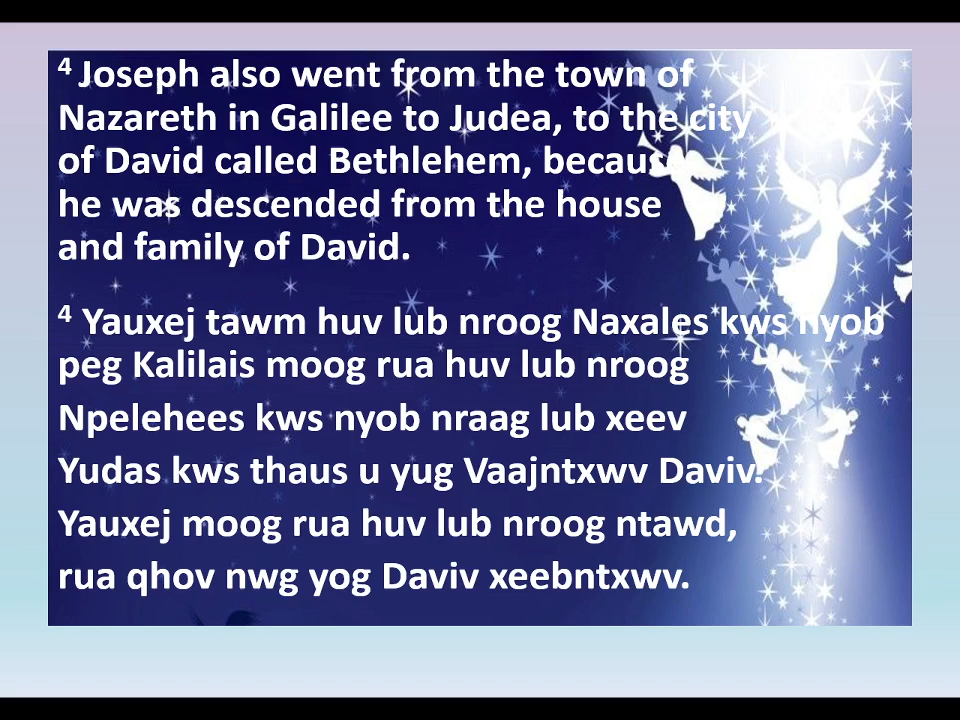 4 Joseph also went from the town of
Nazareth in Galilee to Judea, to the city
of David called Bethlehem, because
he was descended from the house
and family of David.
4 Yauxej tawm huv lub nroog Naxales kws nyob
peg Kalilais moog rua huv lub nroog
Npelehees kws nyob nraag lub xeev
Yudas kws thaus u yug Vaajntxwv Daviv.
Yauxej moog rua huv lub nroog ntawd,
rua qhov nwg yog Daviv xeebntxwv.